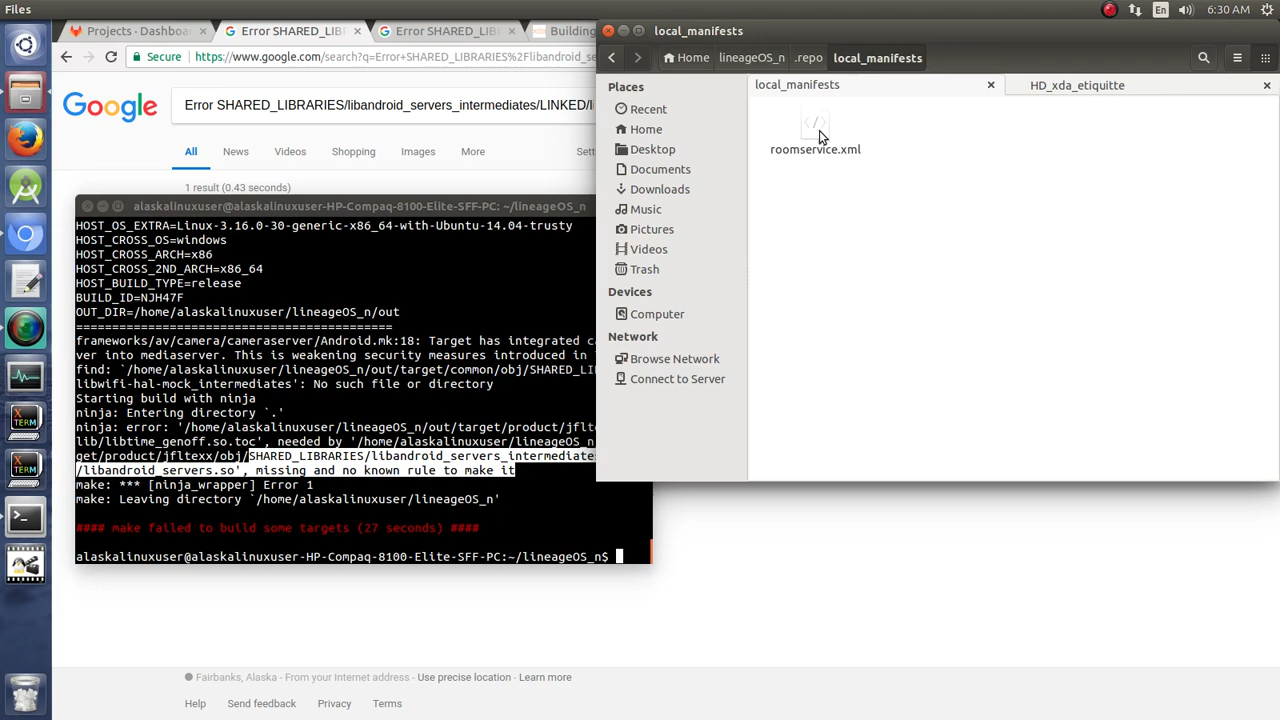 Files
En
6:30 AM
Projects - Dashboa
Error SHARED_LIBR
Error SHARED_LIBR
Building
Secure
https://www.google.com/search?q=Error+SHARED_LIBRARIES%2Flibandroid_se
Google
Error SHARED_LIBRARIES/libandroid_servers_intermediates/LINKED/l
All
News
Videos
Shopping
Images
More
Sett
1 result (0.43 seconds)
alaskalinuxuser@alaskalinuxuser-HP-Compaq-8100-Elite-SFF-PC: ~/lineageOS_n
HOST_OS_EXTRA=Linux-3.16.0-30-generic-x86_64-with-Ubuntu-14.04-trusty
HOST_CROSS_OS=windows
HOST_CROSS_ARCH=x86
HOST_CROSS_2ND_ARCH=x86_64
HOST_BUILD_TYPE=release
BUILD_ID=NJH47F
OUT_DIR=/home/alaskalinuxuser/lineageOS_n/out
============================================
frameworks/av/camera/cameraserver/Android.mk:18: Target has integrated ca
ver into mediaserver. This is weakening security measures introduced in
find: `/home/alaskalinuxuser/lineageOS_n/out/target/common/obj/SHARED_LI
libwifi-hal-mock_intermediates': No such file or directory
Starting build with ninja
ninja: Entering directory `.'
ninja: error: '/home/alaskalinuxuser/lineageOS_n/out/target/product/jflt
lib/libtime_genoff.so.toc', needed by '/home/alaskalinuxuser/lineageOS_n
get/product/jfltexx/obj/SHARED_LIBRARIES/libandroid_servers_intermediates
/libandroid_servers.so', missing and no known rule to make it
make: *** [ninja_wrapper] Error 1
make: Leaving directory `/home/alaskalinuxuser/lineageOS_n'
#### make failed to build some targets (27 seconds) ####
alaskalinuxuser@alaskalinuxuser-HP-Compaq-8100-Elite-SFF-PC:~/lineageOS_n$
local_manifests
Home
lineageOS_n
.repo
local_manifests
Places
Recent
Home
Desktop
Documents
Downloads
Music
Pictures
Videos
Trash
Devices
Computer
Network
Browse Network
Connect to Server
local_manifests
HD_xda_etiquitte
roomservice.xml
XTERM
XTERM
Fairbanks, Alaska - From your Internet address - Use precise location - Learn more
Help
Send feedback
Privacy
Terms